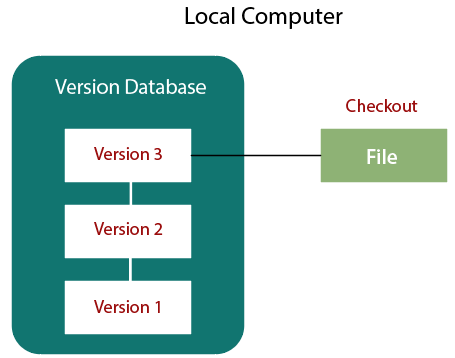 Local Computer
Version Database
Checkout
Version 3
File
Version 2
Version 1